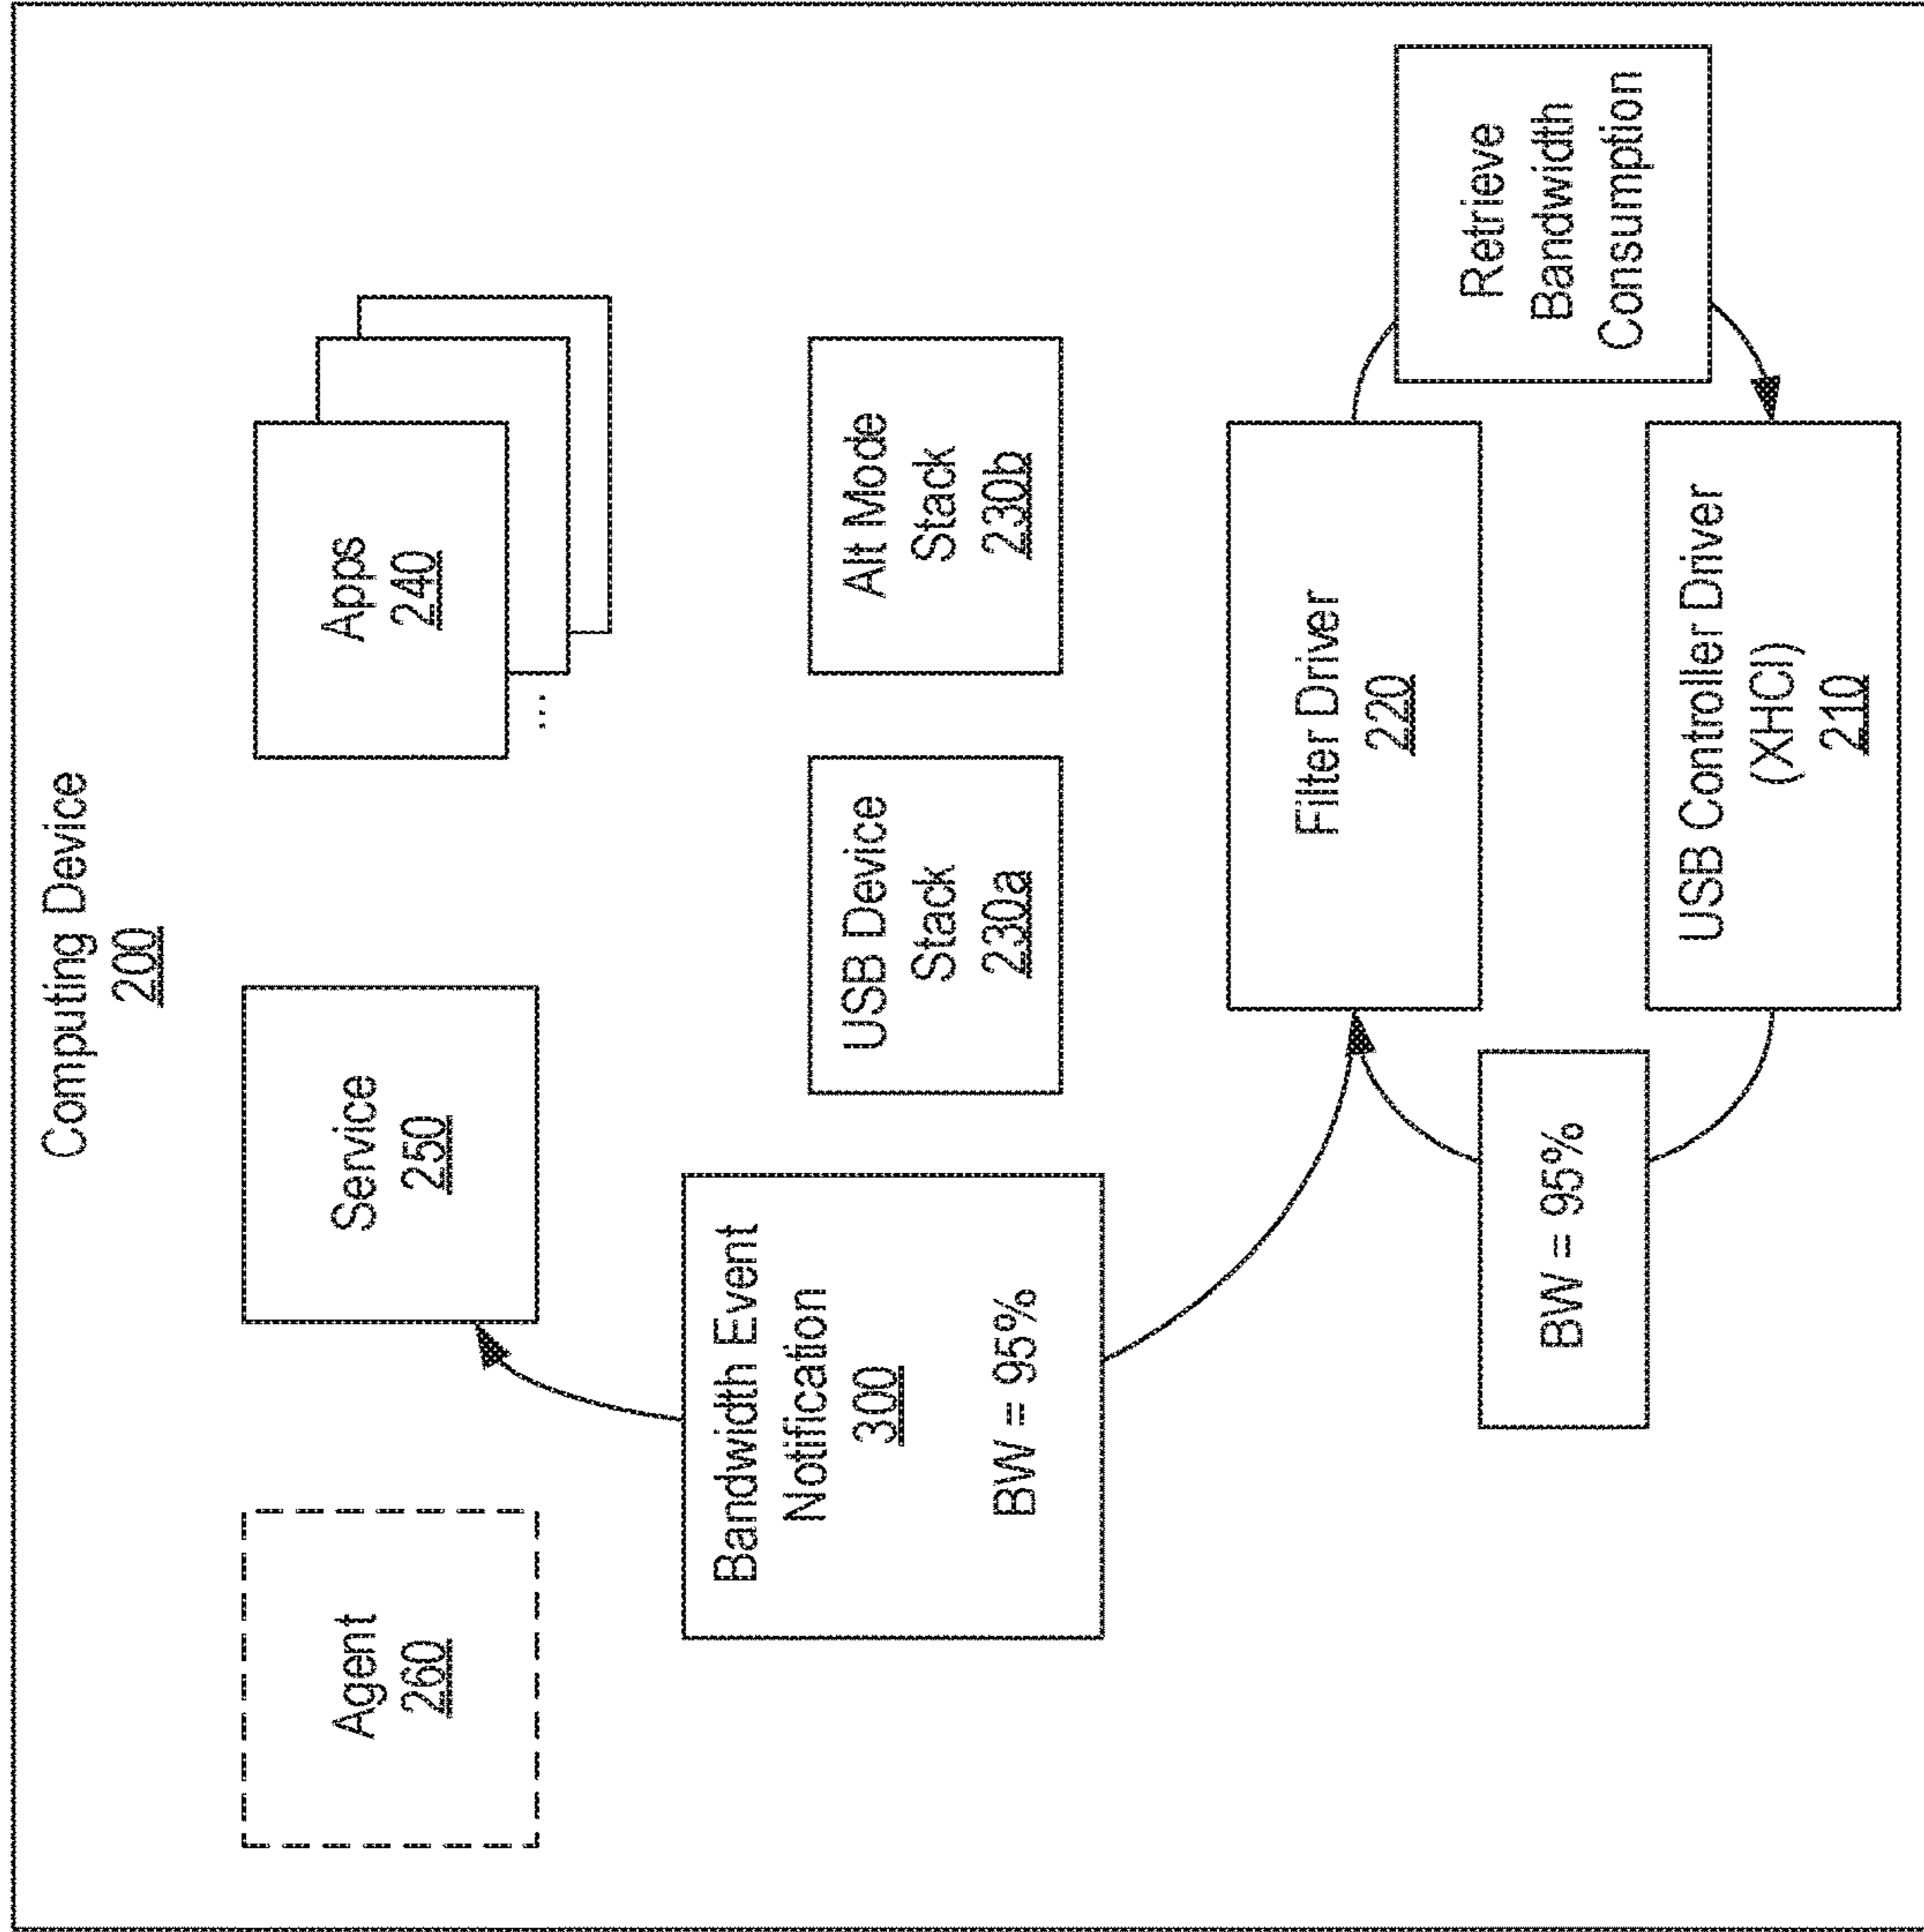 Computing Device
200
Agent
260
Service
250
Apps
240
...
Bandwidth Event
Notification
300
BW = 95%
USB Device
Stack
230a
Alt Mode
Stack
230b
Filter Driver
220
BW = 95%
Retrieve
Bandwidth
Consumption
USB Controller Driver
(XHCI)
210